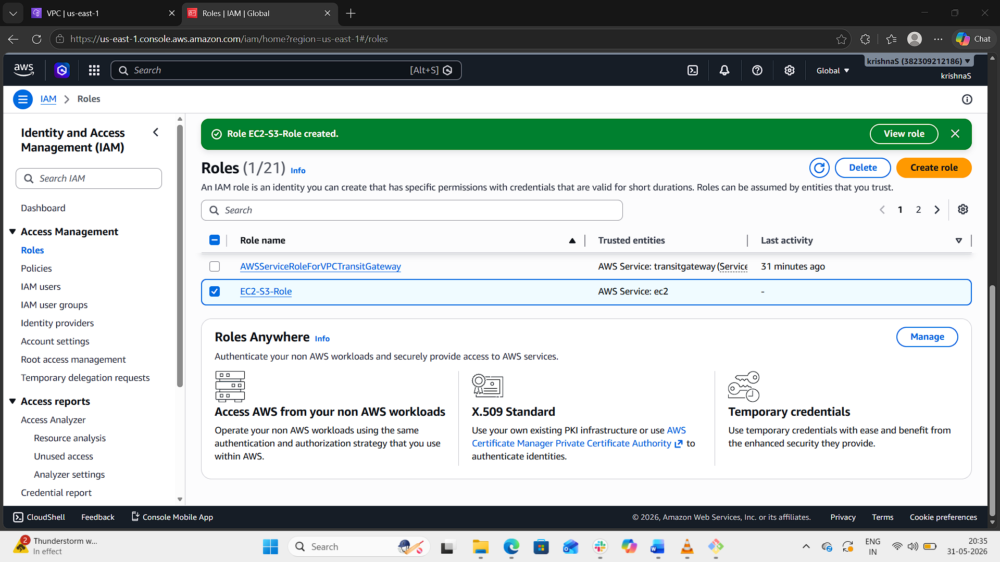 VPC | us-east-1
Roles | IAM | Global
https://us-east-1.console.aws.amazon.com/iam/home?region=us-east-1#/roles
Chat
aws
Search
[Alt+S]
Global
krishnaS (382309212186)
krishnaS
IAM
Roles
Identity and Access
Management (IAM)
Search IAM
Dashboard
Access Management
Roles
Policies
IAM users
IAM user groups
Identity providers
Account settings
Root access management
Temporary delegation requests
Access reports
Access Analyzer
Resource analysis
Unused access
Analyzer settings
Credential report
Role EC2-S3-Role created.
View role
Roles (1/21) Info
Delete
Create role
An IAM role is an identity you can create that has specific permissions with credentials that are valid for short durations. Roles can be assumed by entities that you trust.
Search
1
2
Role name
Trusted entities
Last activity
AWSServiceRoleForVPCTransitGateway
AWS Service: transitgateway (Service
31 minutes ago
EC2-S3-Role
AWS Service: ec2
-
Roles Anywhere Info
Manage
Authenticate your non AWS workloads and securely provide access to AWS services.
Access AWS from your non AWS workloads
Operate your non AWS workloads using the same
authentication and authorization strategy that you use
within AWS.
X.509 Standard
Use your own existing PKI infrastructure or use AWS
Certificate Manager Private Certificate Authority to
authenticate identities.
Temporary credentials
Use temporary credentials with ease and benefit from
the enhanced security they provide.
CloudShell
Feedback
Console Mobile App
© 2026, Amazon Web Services, Inc. or its affiliates.
Privacy
Terms
Cookie preferences
2
Thunderstorm w...
In effect
Search
ENG
IN
20:35
31-05-2026